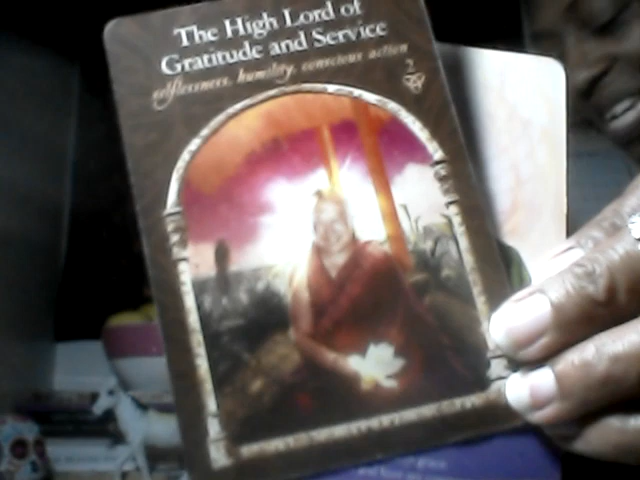 The High Lord of
Gratitude and Service
selflessness, humility, conscious action
2